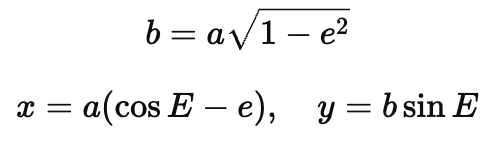 b = a√1 − e²
x = a(cos E − e), y = b sin E